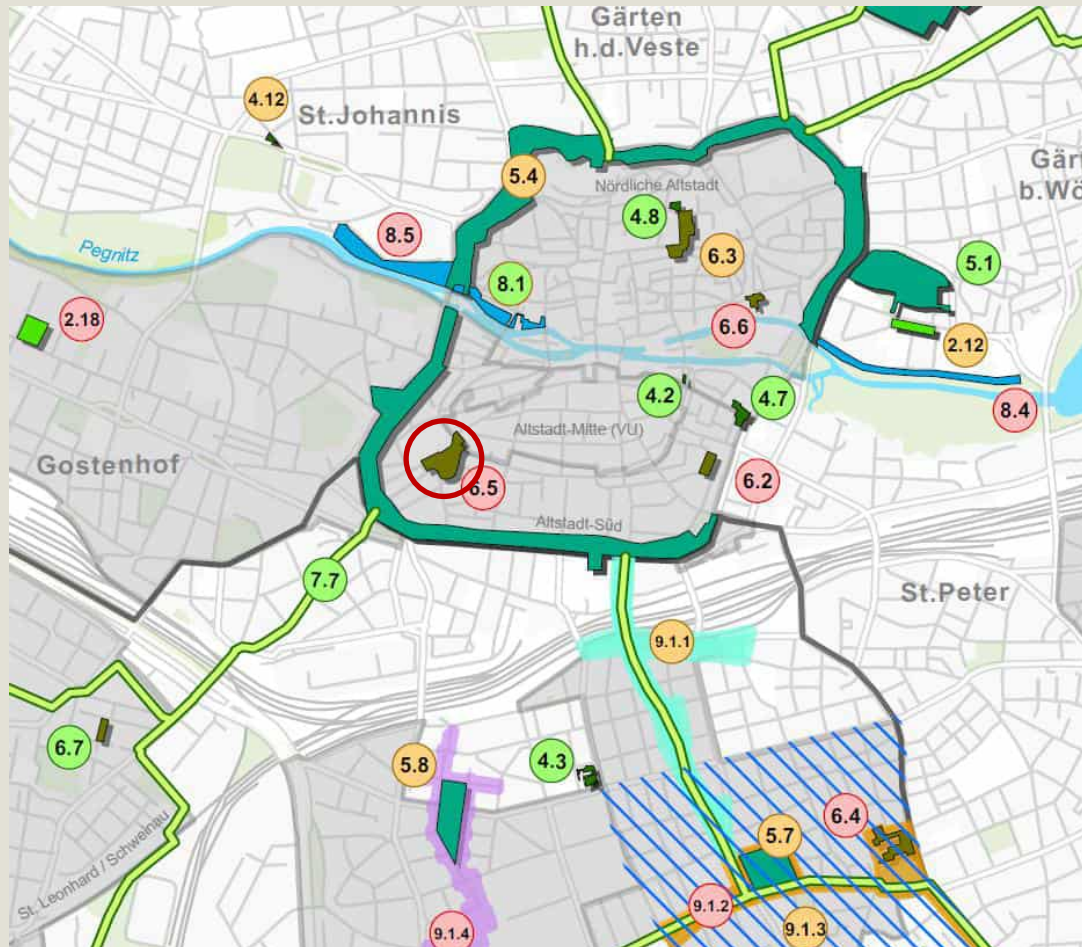 Gärten
h.d.Veste
4.12
St.Johannis
5.4
Nördliche Altstadt
4.8
8.5
6.3
Pegnitz
8.1
5.1
2.18
6.6
2.12
4.2
4.7
8.4
Altstadt-Mitte (VU)
Gostenhof
6.5
6.2
Altstadt-Süd
7.7
St.Peter
9.1.1
6.7
5.8
4.3
6.4
5.7
St. Leonhard / Schweinau
9.1.2
9.1.3
9.1.4